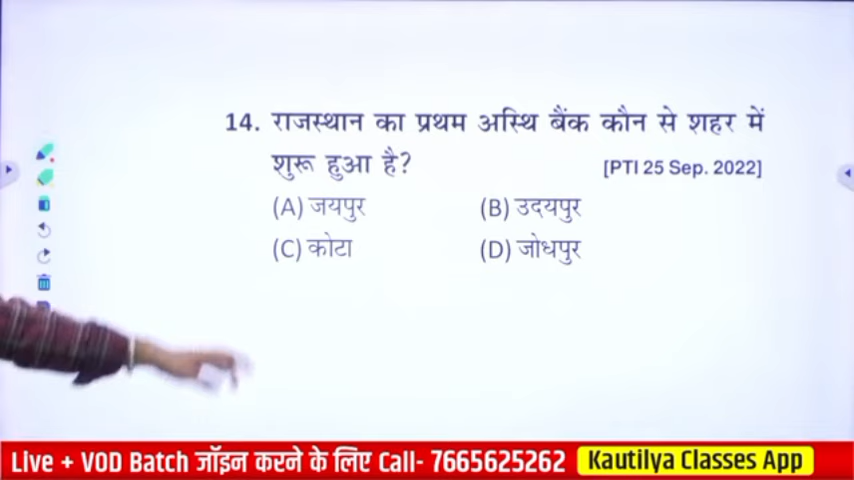 14. राजस्थान का प्रथम अस्थि बैंक कौन से शहर में
शुरू हुआ है? [PTI 25 Sep. 2022]
(A) जयपुर (B) उदयपुर
(C) कोटा (D) जोधपुर
Live + VOD Batch जॉइन करने के लिए Call- 7665625262 Kautilya Classes App